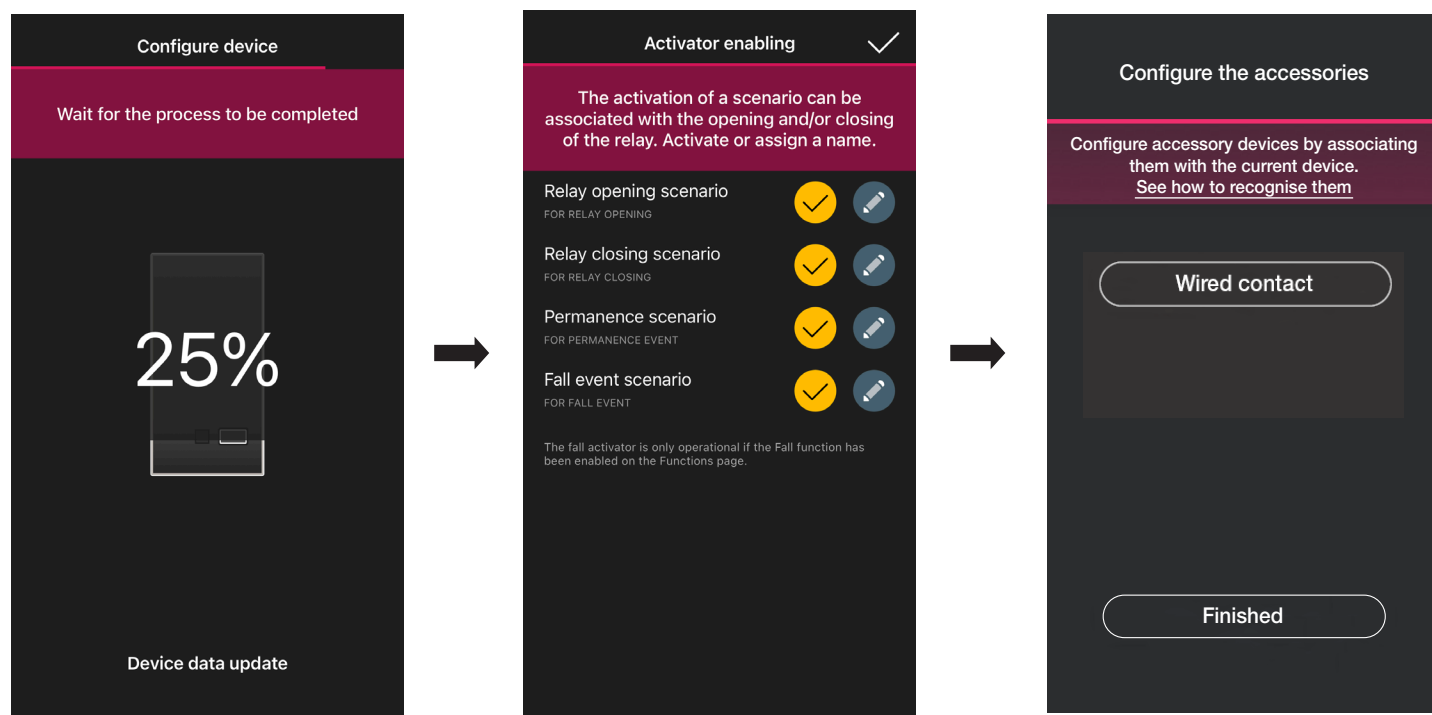 Configure device
Wait for the process to be completed
25%
Device data update
Activator enabling
The activation of a scenario can be
associated with the opening and/or closing
of the relay. Activate or assign a name.
Relay opening scenario
FOR RELAY OPENING
Relay closing scenario
FOR RELAY CLOSING
Permanence scenario
FOR PERMANENCE EVENT
Fall event scenario
FOR FALL EVENT
The fall activator is only operational if the Fall function has
been enabled on the Functions page.
Configure the accessories
Configure accessory devices by associating
them with the current device.
See how to recognise them
Wired contact
Finished